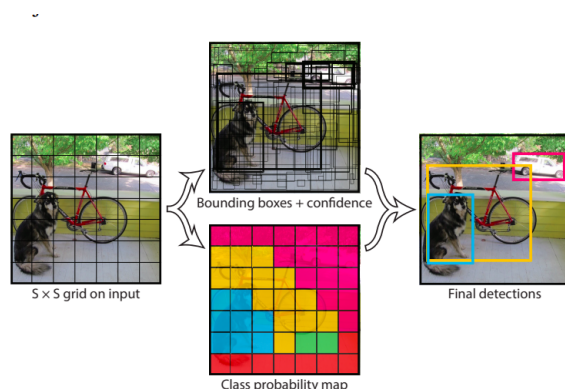 Bounding boxes + confidence
S × S grid on input
Final detections
Class probability map